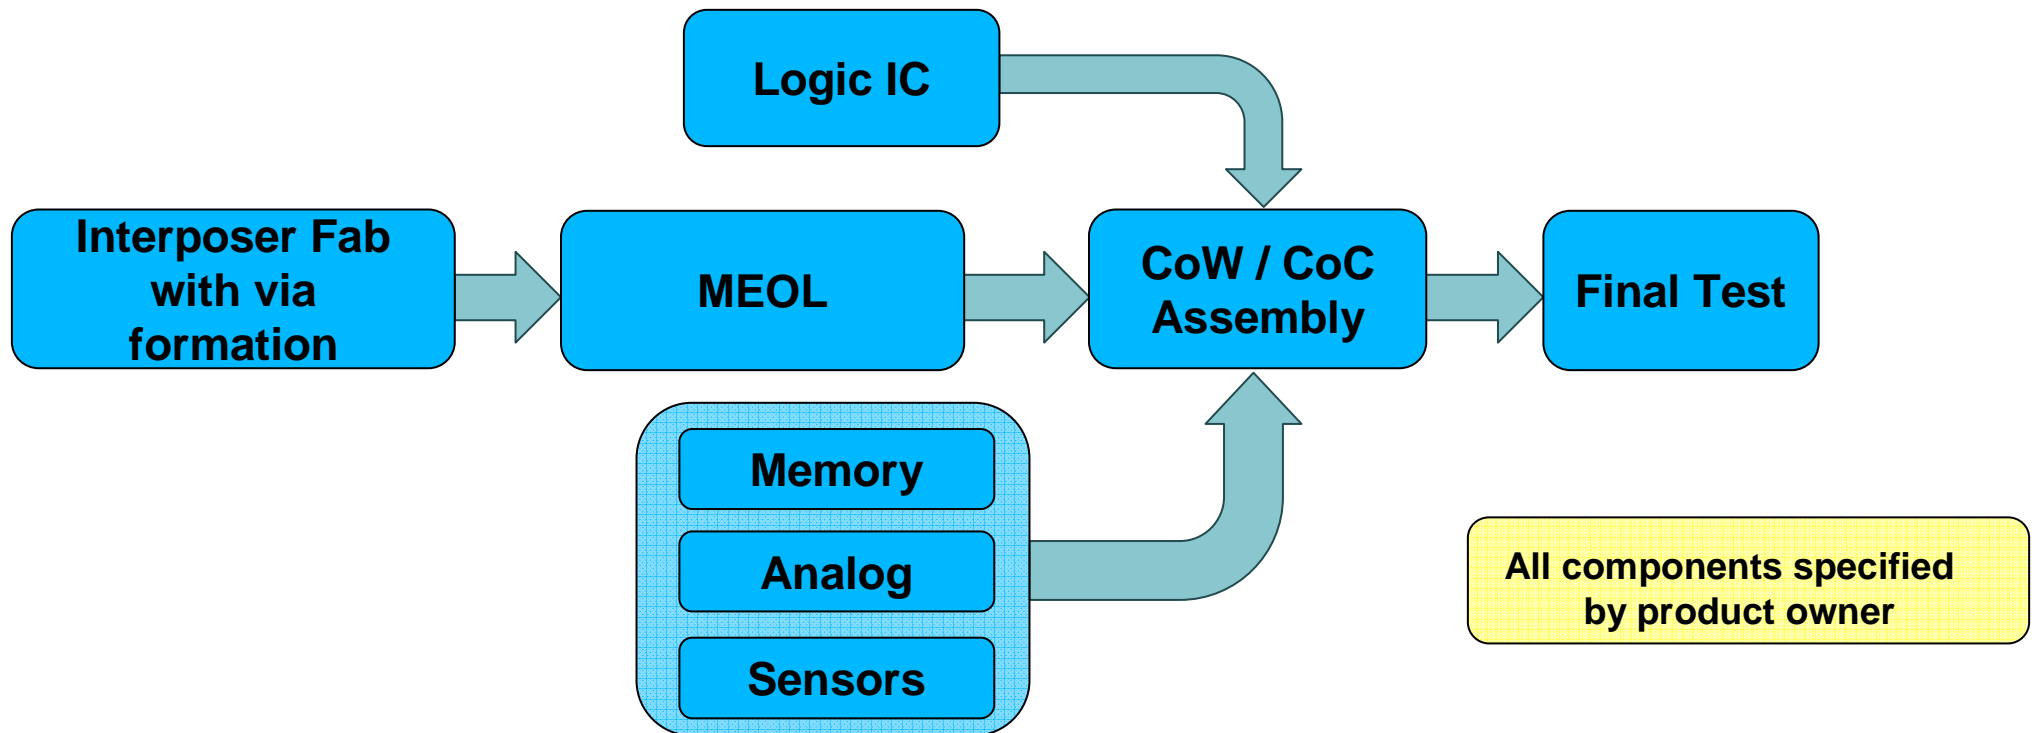 Logic IC
Interposer Fab
with via
formation
MEOL
CoW / CoC
Assembly
Final Test
Memory
Analog
Sensors
All components specified
by product owner